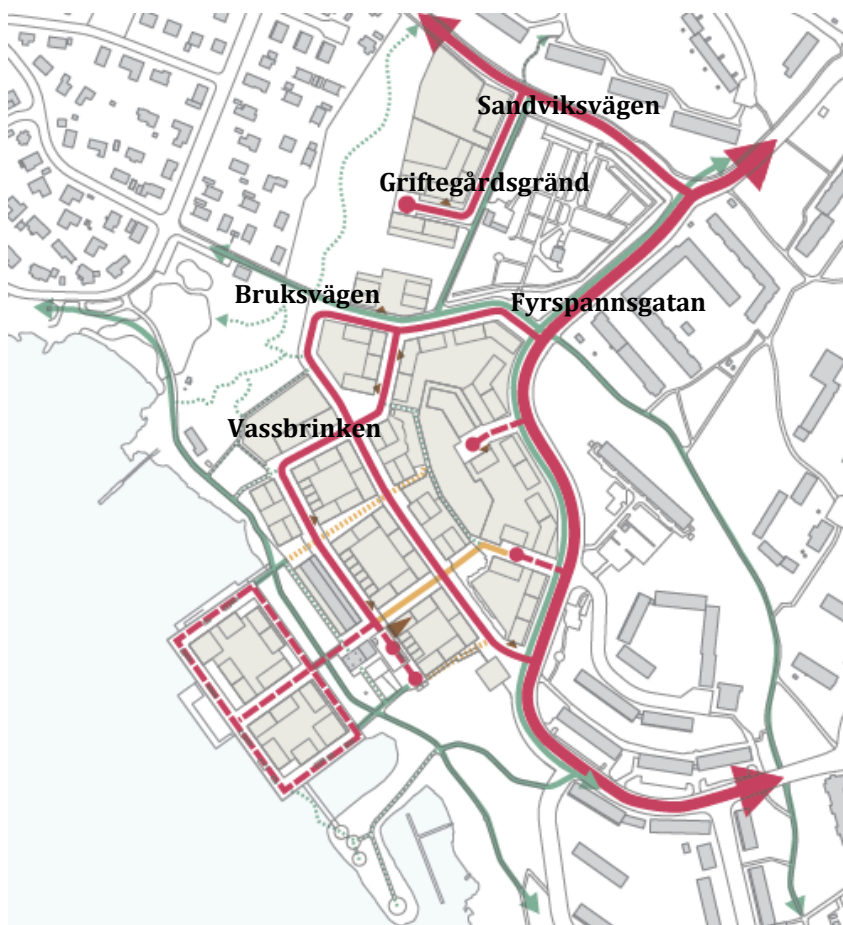 Sandviksvägen
Griftegårdsgränd
Bruksvägen
Fyrspannsgatan
Vassbrinken